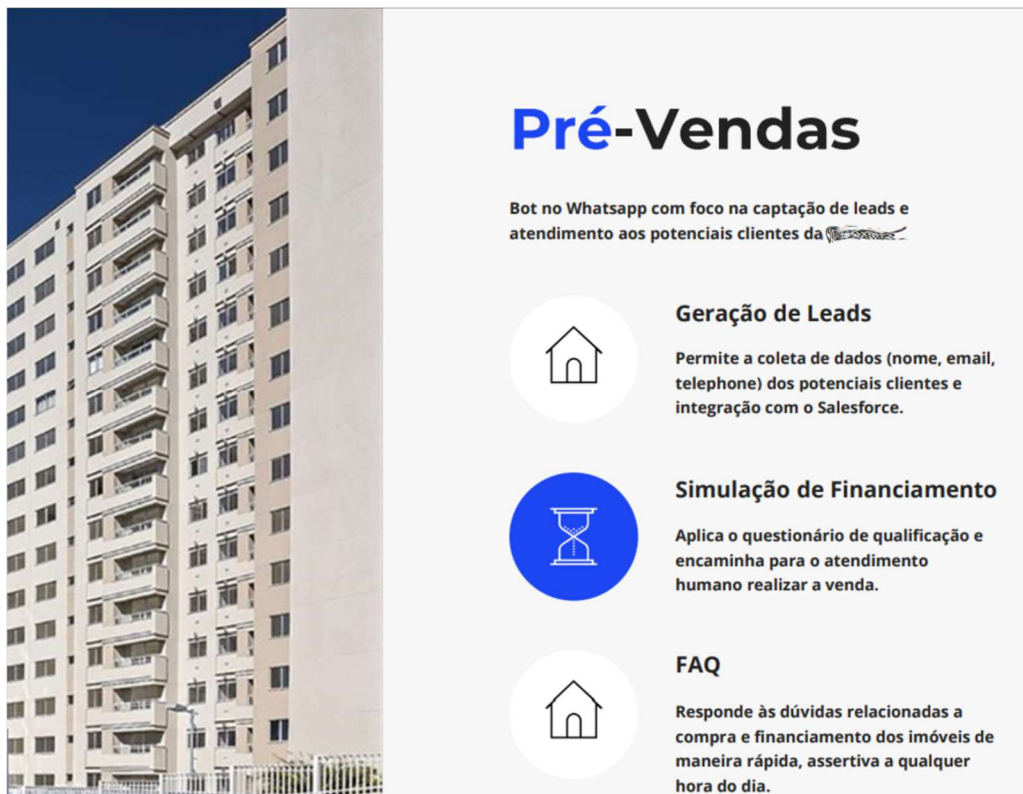 Pré-Vendas
Bot no Whatsapp com foco na captação de leads e
atendimento aos potenciais clientes da
Geração de Leads
Permite a coleta de dados (nome, email,
telephone) dos potenciais clientes e
integração com o Salesforce.
Simulação de Financiamento
Aplica o questionário de qualificação e
encaminha para o atendimento
humano realizar a venda.
FAQ
Responde às dúvidas relacionadas a
compra e financiamento dos imóveis de
maneira rápida, assertiva a qualquer
hora do dia.